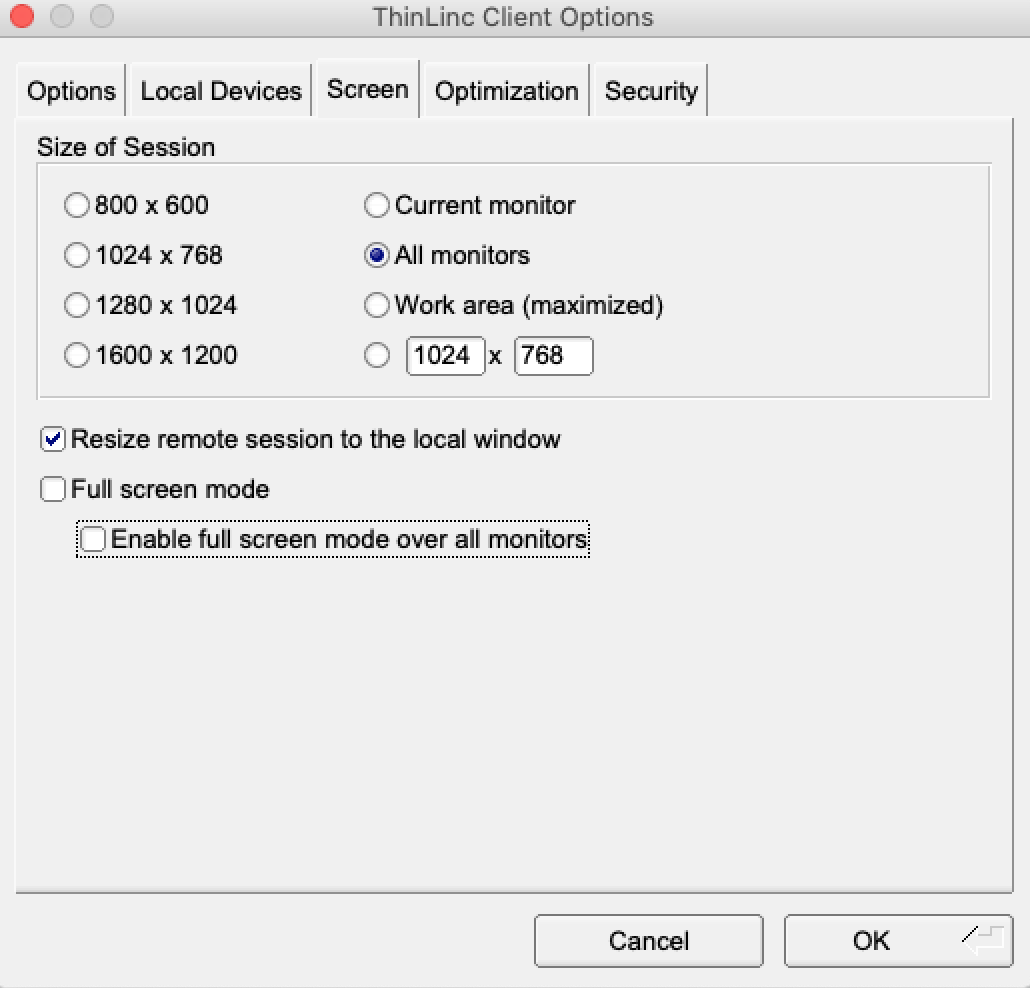 ThinLinc Client Options
Options Local Devices Screen Optimization Security
Size of Session
800 x 600 Current monitor
1024 x 768 All monitors
1280 x 1024 Work area (maximized)
1600 x 1200 1024 x 768
Resize remote session to the local window
Full screen mode
Enable full screen mode over all monitors
Cancel OK